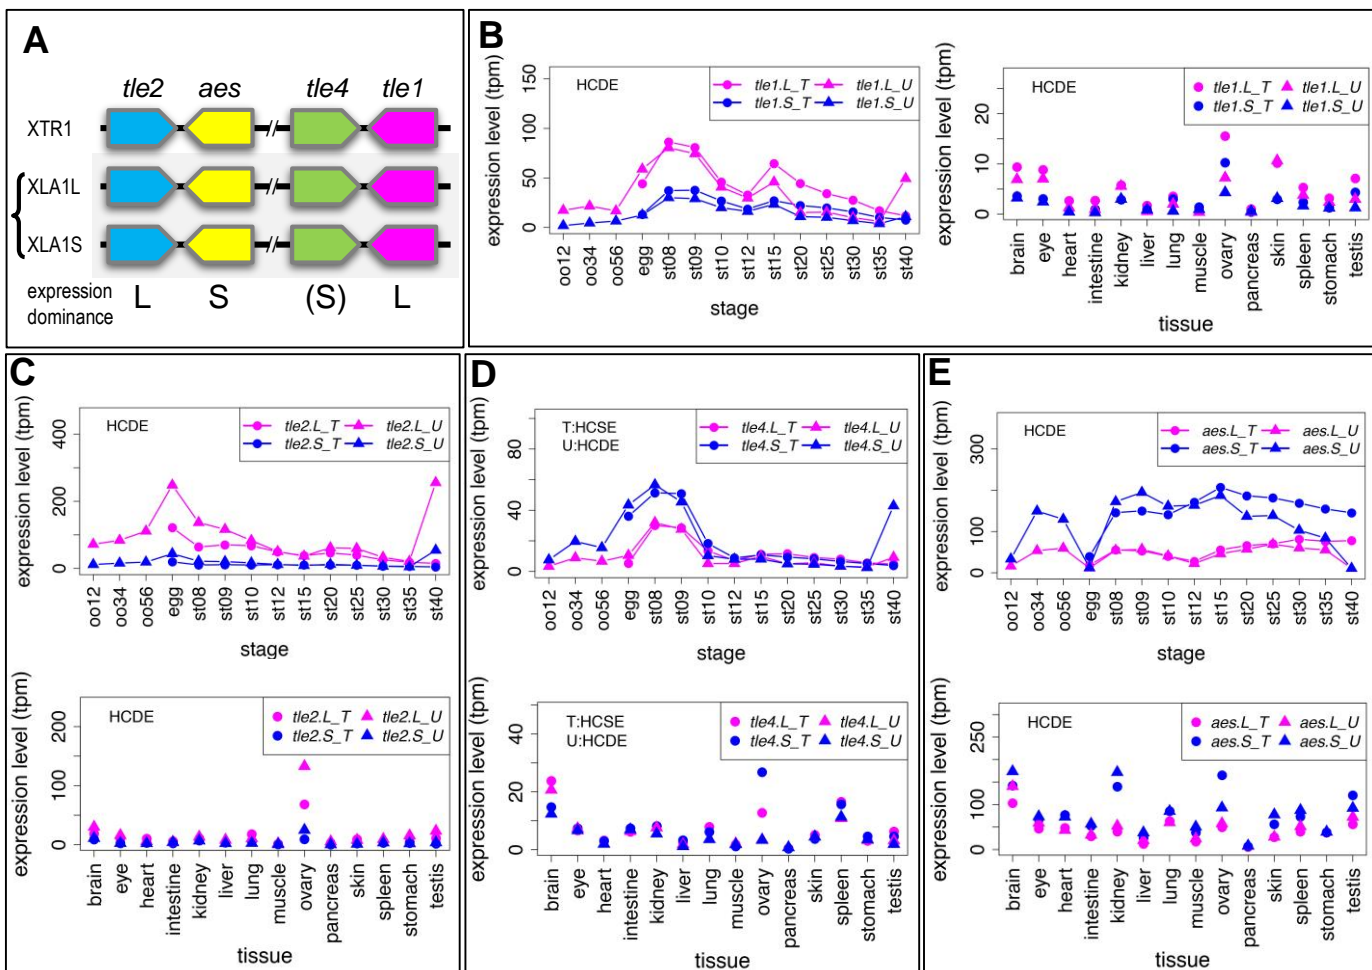 A
tle2 aes tle4 tle1
XTR1 //
XLA1L //
XLA1S //
expression dominance L S (S) L
B
expression level (tpm)
150
100
50
0
HCDE
tle1.L_T tle1.L_U
tle1.S_T tle1.S_U
oo12 oo34 oo56 egg st08 st09 st10 st12 st15 st20 st25 st30 st35 st40
stage
expression level (tpm)
20
10
0
HCDE
tle1.L_T tle1.L_U
tle1.S_T tle1.S_U
brain eye heart intestine kidney liver lung muscle ovary pancreas skin spleen stomach testis
tissue
C
expression level (tpm)
400
200
0
HCDE
tle2.L_T tle2.L_U
tle2.S_T tle2.S_U
oo12 oo34 oo56 egg st08 st09 st10 st12 st15 st20 st25 st30 st35 st40
stage
expression level (tpm)
200
100
0
HCDE
tle2.L_T tle2.L_U
tle2.S_T tle2.S_U
brain eye heart intestine kidney liver lung muscle ovary pancreas skin spleen stomach testis
tissue
D
expression level (tpm)
80
40
0
T:HCSE
U:HCDE
tle4.L_T tle4.L_U
tle4.S_T tle4.S_U
oo12 oo34 oo56 egg st08 st09 st10 st12 st15 st20 st25 st30 st35 st40
stage
expression level (tpm)
40
20
0
T:HCSE
U:HCDE
tle4.L_T tle4.L_U
tle4.S_T tle4.S_U
brain eye heart intestine kidney liver lung muscle ovary pancreas skin spleen stomach testis
tissue
E
expression level (tpm)
300
100
0
HCDE
aes.L_T aes.L_U
aes.S_T aes.S_U
oo12 oo34 oo56 egg st08 st09 st10 st12 st15 st20 st25 st30 st35 st40
stage
expression level (tpm)
250
100
0
HCDE
aes.L_T aes.L_U
aes.S_T aes.S_U
brain eye heart intestine kidney liver lung muscle ovary pancreas skin spleen stomach testis
tissue